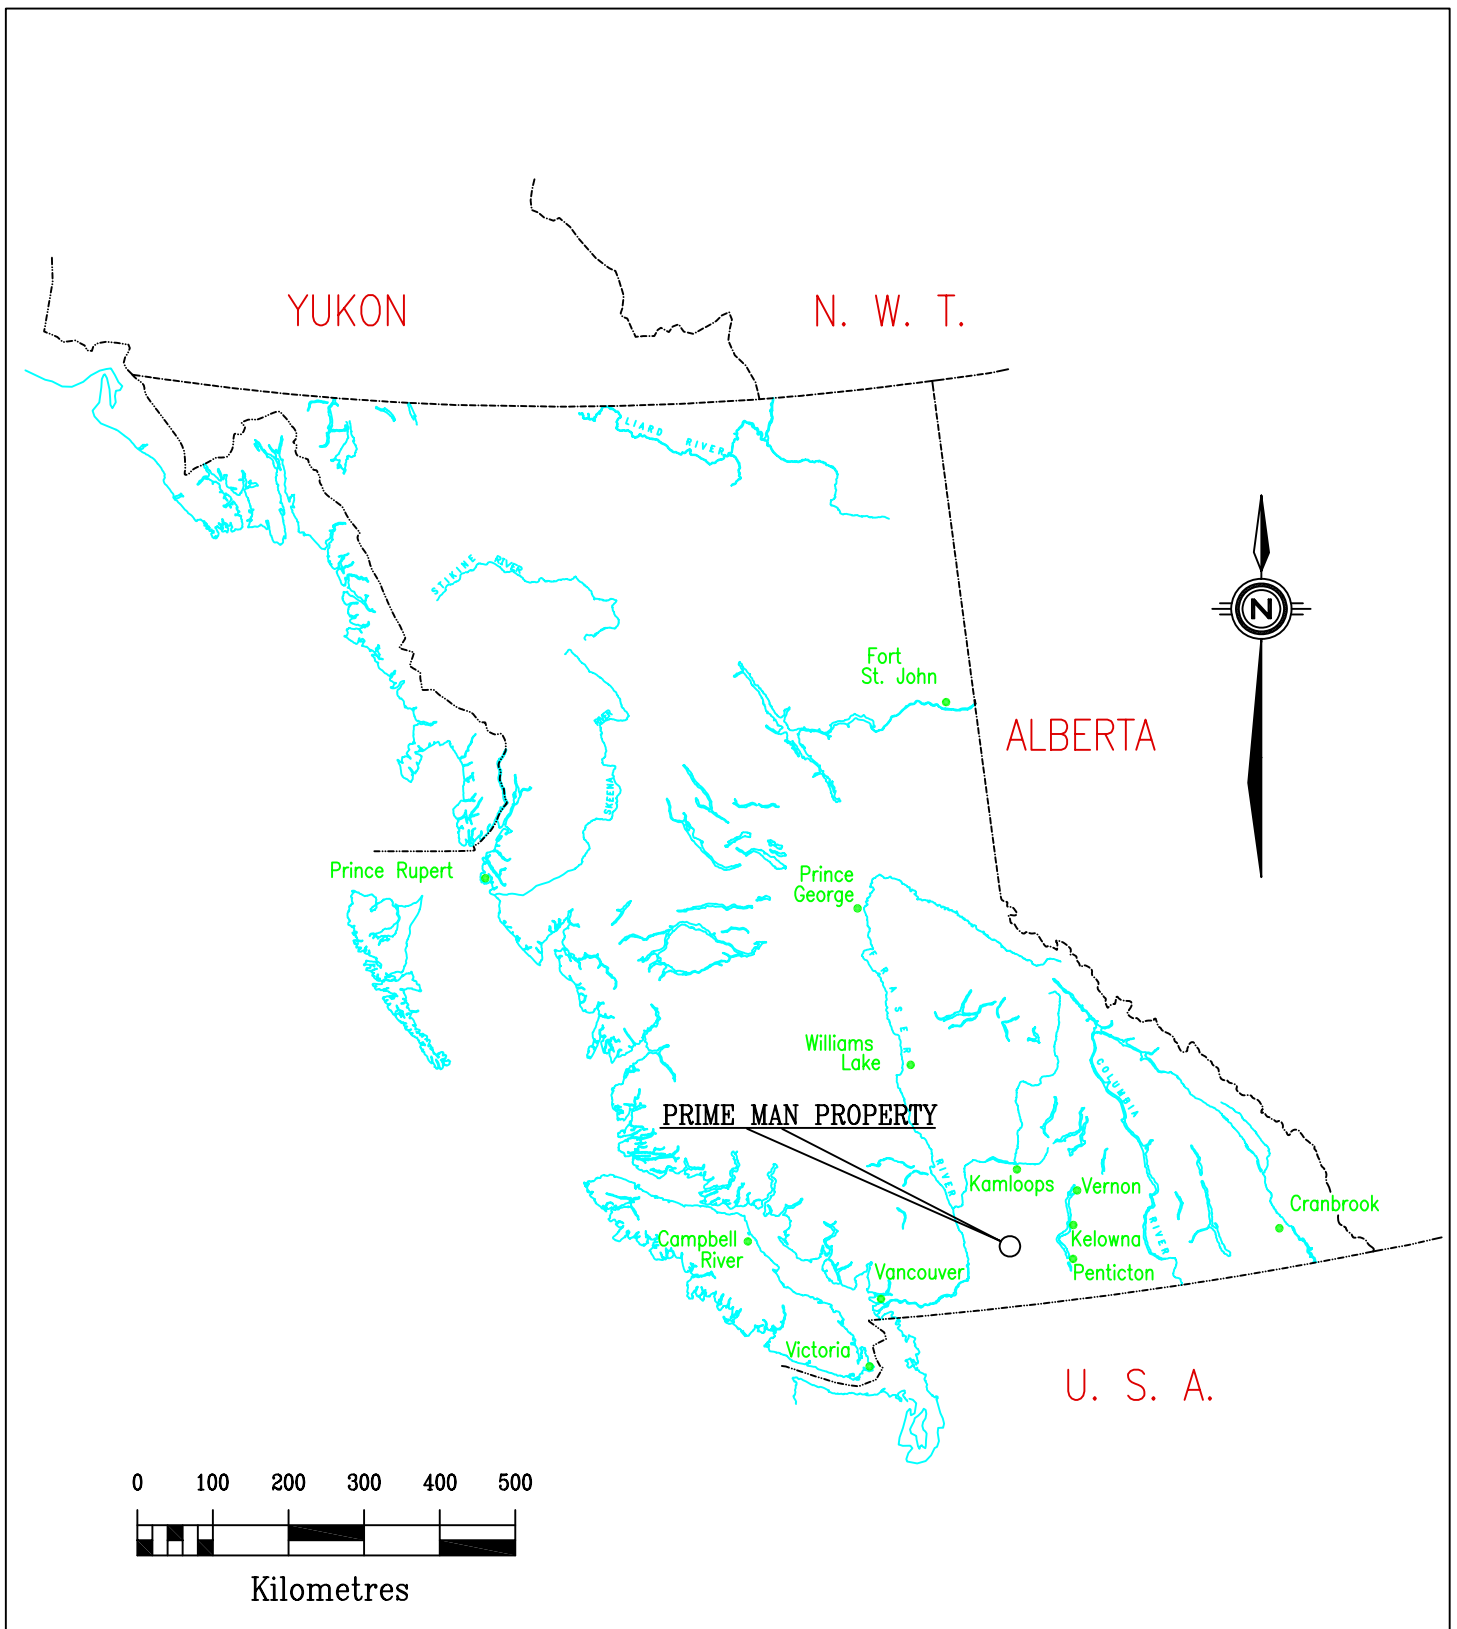 YUKON
N. W. T.
LIARD RIVER
STIKINE RIVER
N
Fort
St. John
ALBERTA
RIVER
SKEENA
Prince Rupert
Prince
George
FRASER
Williams
Lake
COLUMBIA
PRIME MAN PROPERTY
RIVER
Kamloops
Vernon
Cranbrook
RIVER
Campbell
River
Kelowna
Vancouver
Penticton
Victoria
U. S. A.
0 100 200 300 400 500
Kilometres